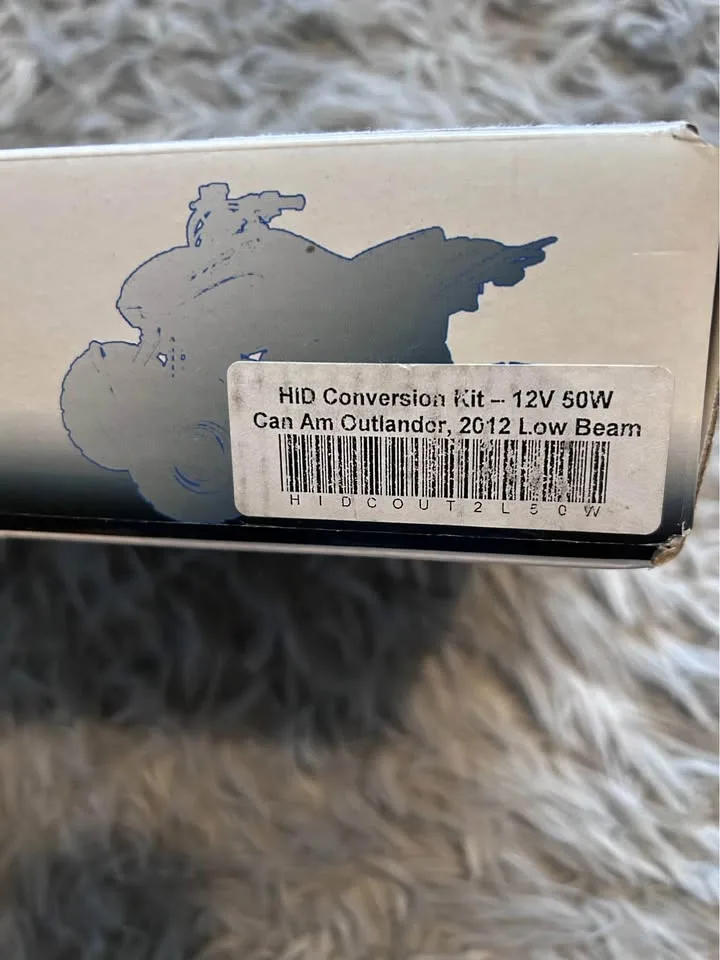 HID Conversion Kit – 12V 50W
Can Am Outlander, 2012 Low Beam
HIDCOUT2L50W